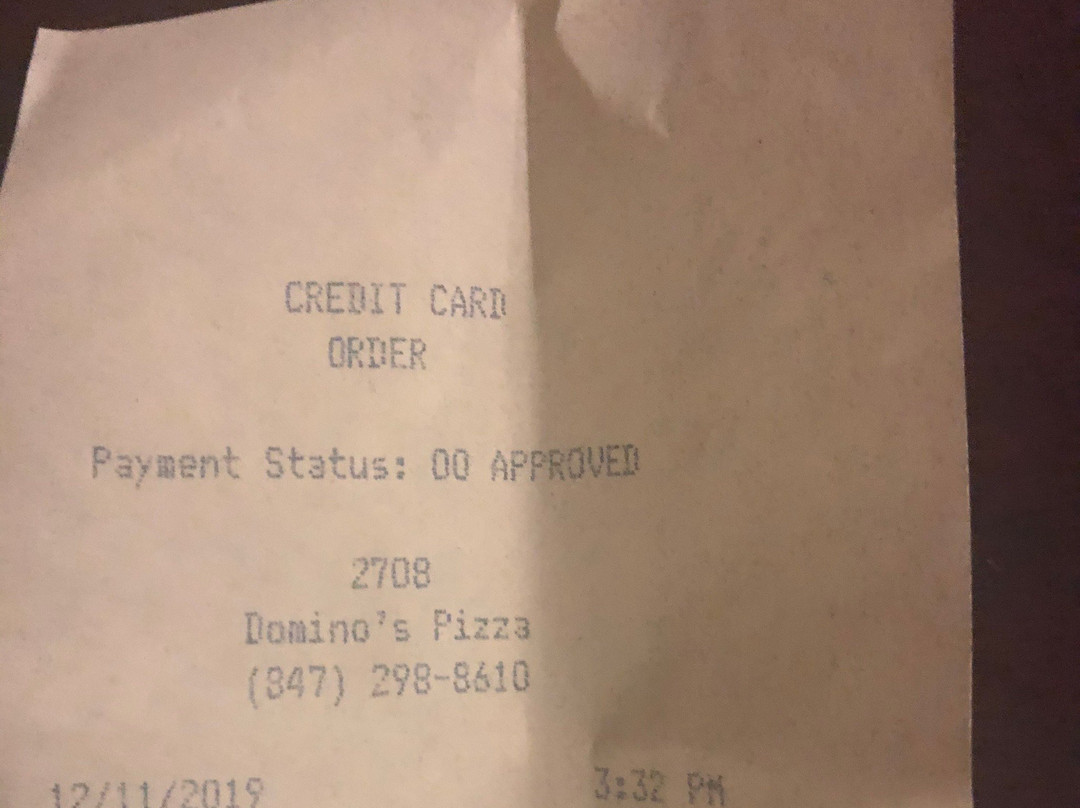 CREDIT CARD
ORDER
Payment Status: 00 APPROVED
2708
Domino's Pizza
(847) 298-8610
12/11/2019 3:32 PM